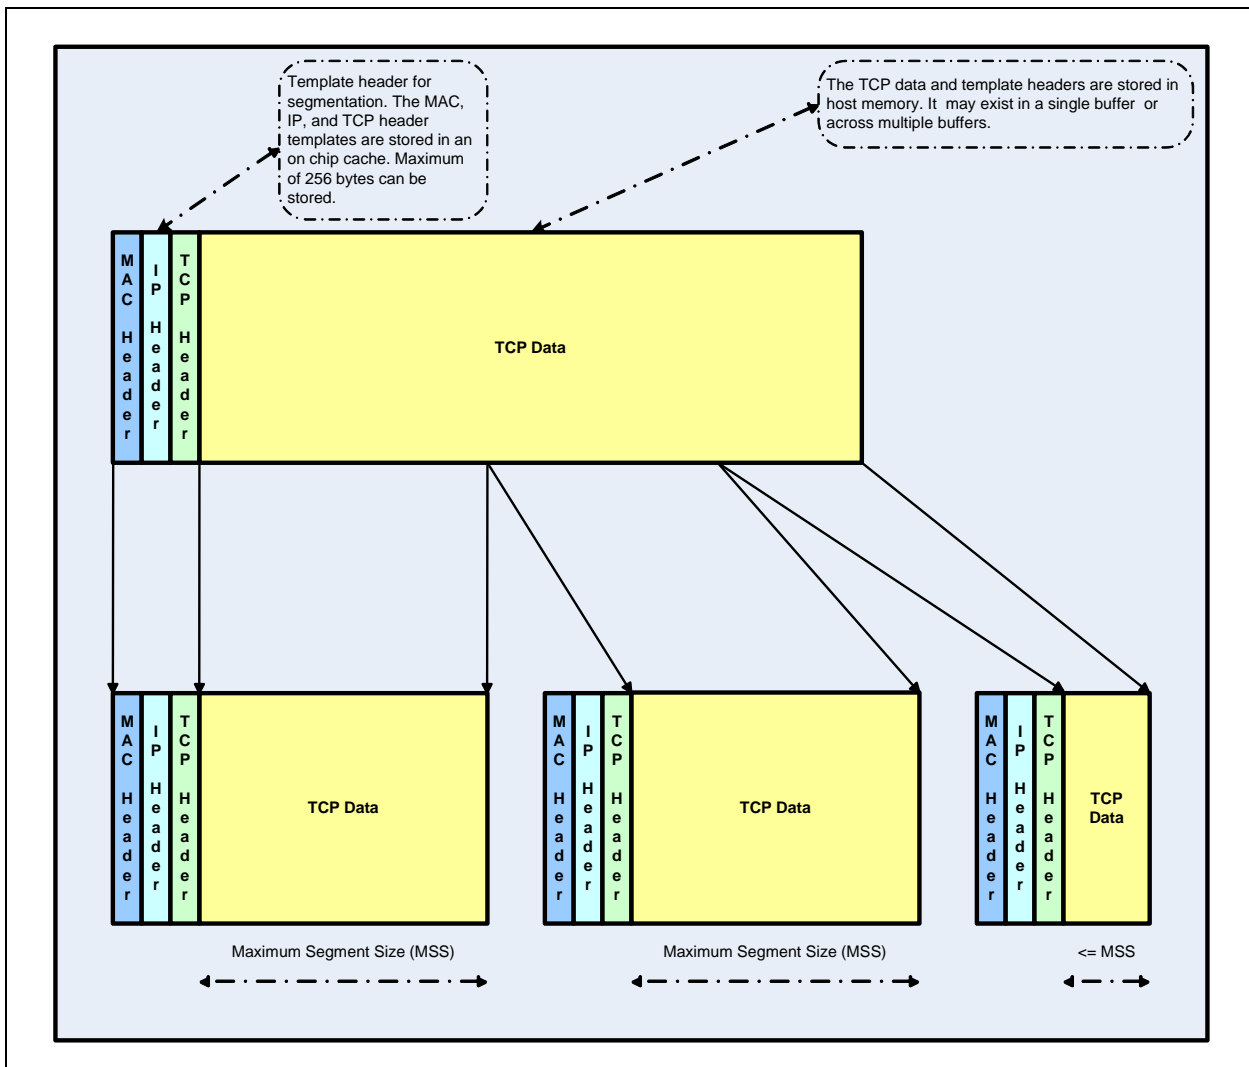 Template header for
segmentation. The MAC,
IP, and TCP header
templates are stored in an
on chip cache. Maximum
of 256 bytes can be
stored.
The TCP data and template headers are stored in
host memory. It may exist in a single buffer or
across multiple buffers.
MAC Header
IP Header
TCP Header
TCP Data
MAC Header
IP Header
TCP Header
TCP Data
MAC Header
IP Header
TCP Header
TCP Data
MAC Header
IP Header
TCP Header
TCP
Data
Maximum Segment Size (MSS)
Maximum Segment Size (MSS)
<= MSS